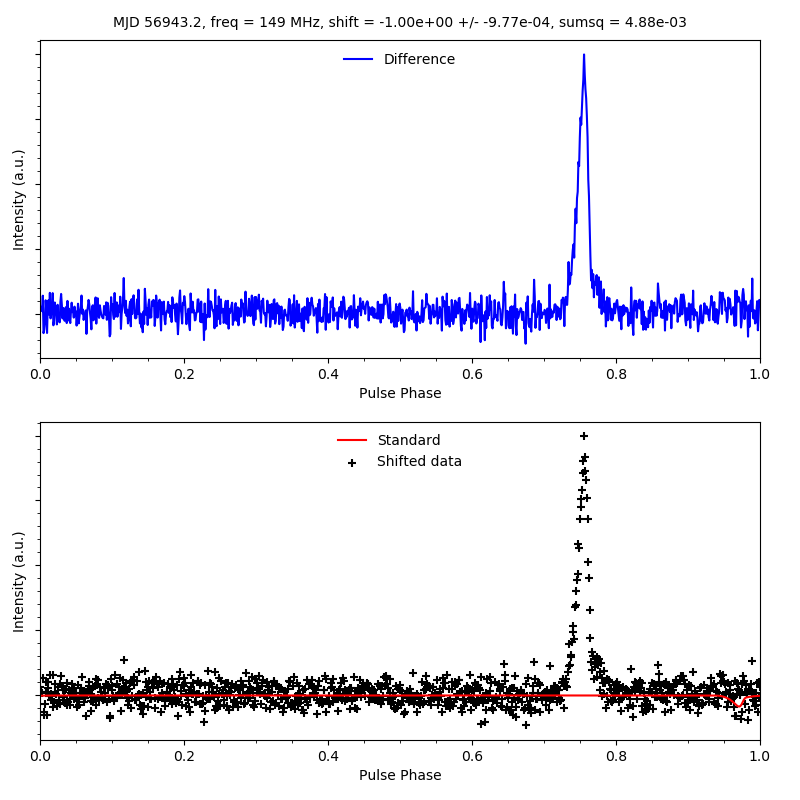 MJD 56943.2, freq = 149 MHz, shift = -1.00e+00 +/- -9.77e-04, sumsq = 4.88e-03
Difference
Intensity (a.u.)
0.0 0.2 0.4 0.6 0.8 1.0
Pulse Phase
Standard
Shifted data
Intensity (a.u.)
0.0 0.2 0.4 0.6 0.8 1.0
Pulse Phase